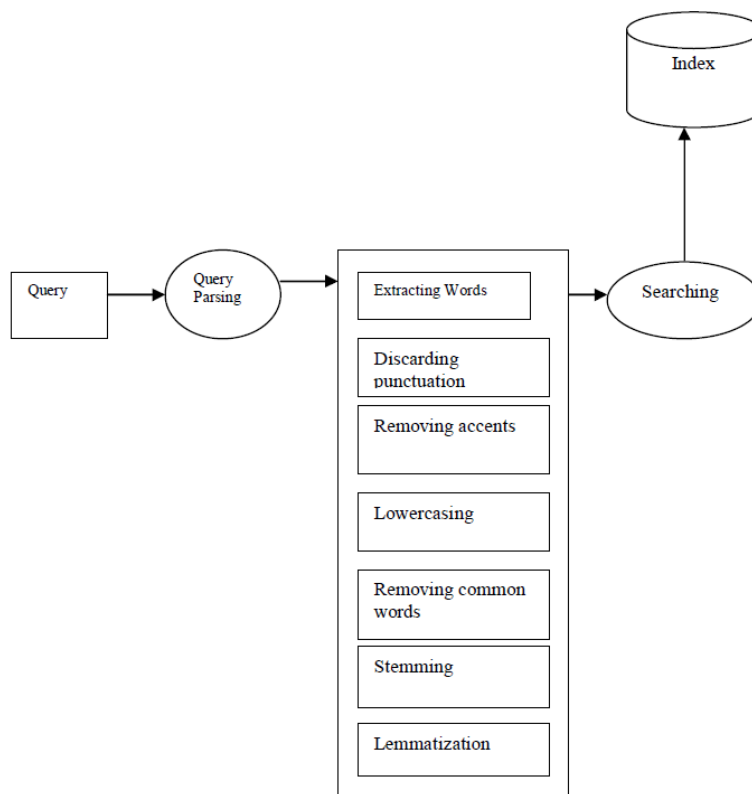 Index
Query
Query
Parsing
Extracting Words
Searching
Discarding
punctuation
Removing accents
Lowercasing
Removing common
words
Stemming
Lemmatization